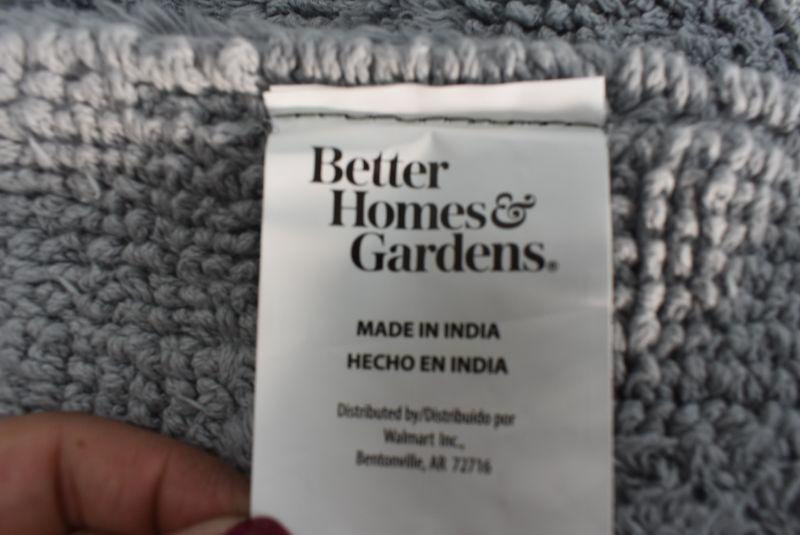 Better
Homes &
Gardens®
MADE IN INDIA
HECHO EN INDIA
Distributed by/Distribuido por
Walmart Inc.,
Bentonville, AR 72716